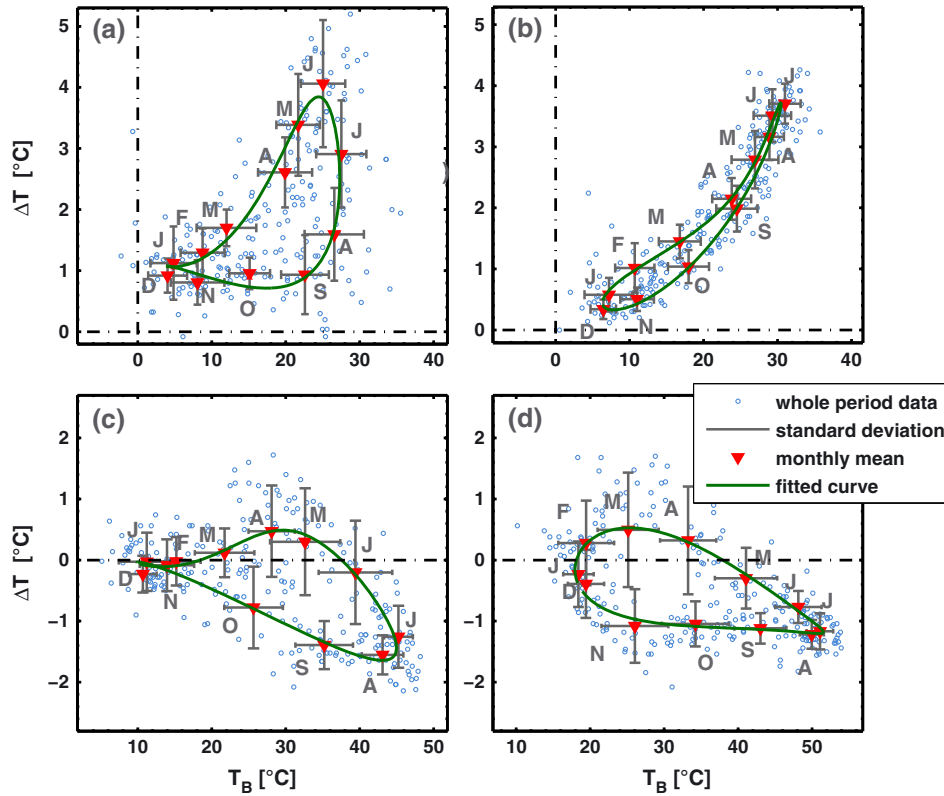 (a)
5
4
3
2
1
0
0 10 20 30 40
ΔT [°C]
J
M
J
A
F M
J
A
D N O S
(b)
5
4
3
2
1
0
0 10 20 30 40
J
J
M
A
A
M
S
F
J
O
D N
(c)
2
1
0
−1
−2
10 20 30 40 50
ΔT [°C]
T_B [°C]
A M
J M
F
J
D
N
J
O
S
A
(d)
2
1
0
−1
−2
10 20 30 40 50
T_B [°C]
M
A
F
M
J
D
J
J
N O S A
whole period data
standard deviation
monthly mean
fitted curve